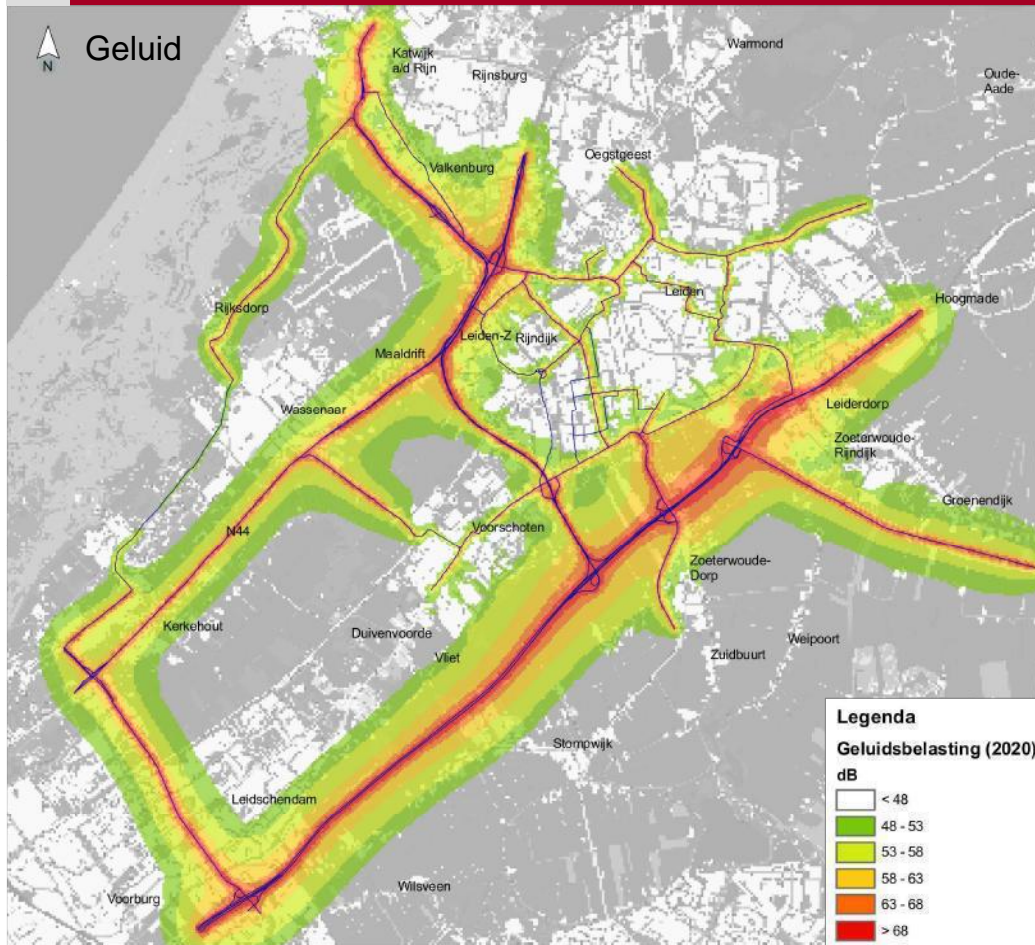 Geluid
N
Katwijk
a/d Rijn
Rijnsburg
Warmond
Oude-
Aade
Valkenburg
Oegstgeest
Rijksdorp
Leiden
Hoogmade
Leiden-Z
Rijndijk
Maaldrift
Wassenaar
Leiderdorp
Zoeterwoude-
Rijndijk
Groenendijk
N44
Voorschoten
Zoeterwoude-
Dorp
Kerkehout
Duivenvoorde
Weipoort
Vliet
Zuidbuurt
Stompwijk
Leidschendam
Wilsveen
Voorburg
Legenda
Geluidsbelasting (2020)
dB
< 48
48 - 53
53 - 58
58 - 63
63 - 68
> 68